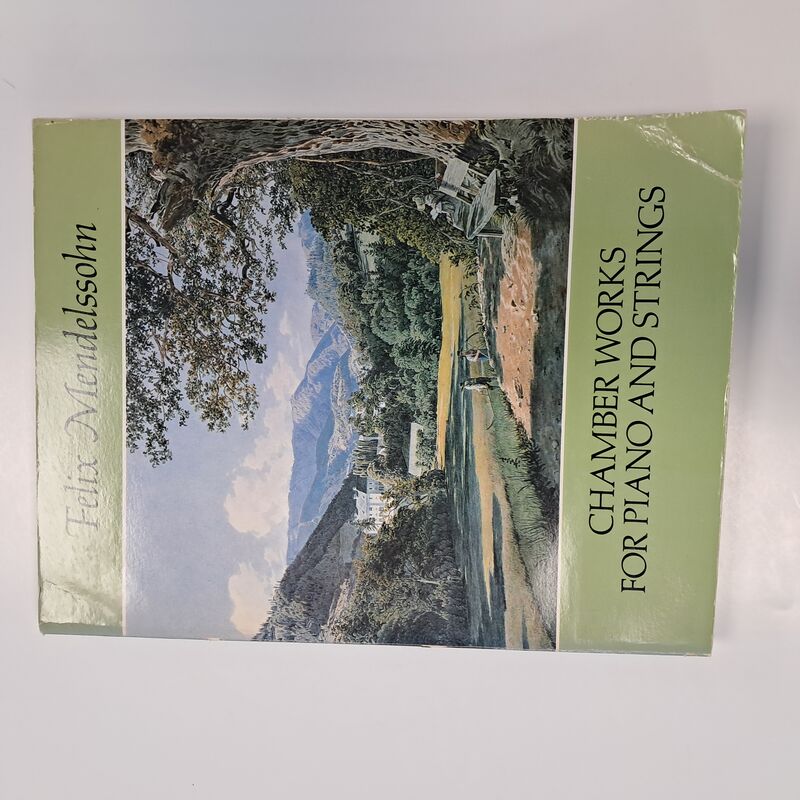 Felix Mendelssohn
CHAMBER WORKS
FOR PIANO AND STRINGS